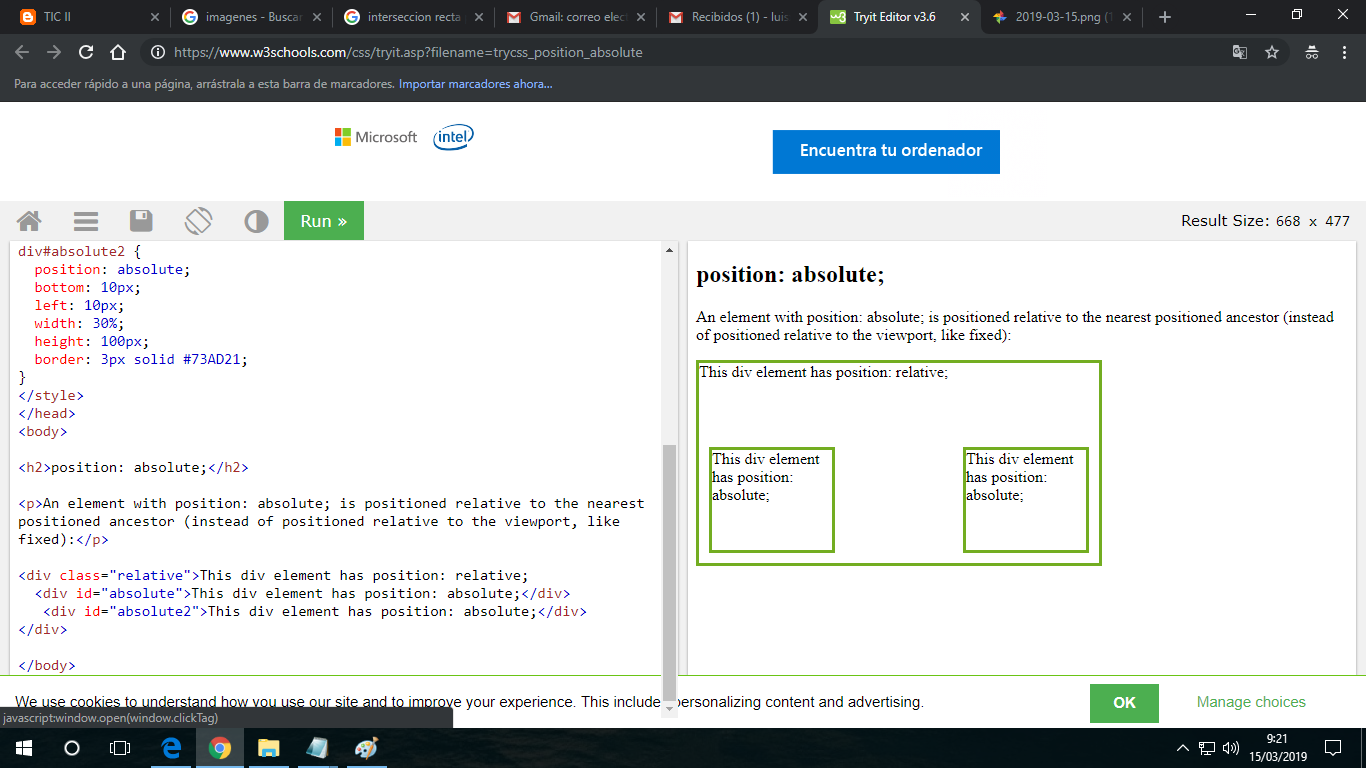 TIC II
imagenes - Buscar
interseccion recta
Gmail: correo elect
Recibidos (1) - luis
Tryit Editor v3.6
2019-03-15.png (1
https://www.w3schools.com/css/tryit.asp?filename=trycss_position_absolute
Para acceder rápido a una página, arrástrala a esta barra de marcadores. Importar marcadores ahora...
Microsoft
intel
Encuentra tu ordenador
Run »
Result Size: 668 x 477
div#absolute2 {
position: absolute;
bottom: 10px;
left: 10px;
width: 30%;
height: 100px;
border: 3px solid #73AD21;
}
</style>
</head>
<body>
<h2>position: absolute;</h2>
<p>An element with position: absolute; is positioned relative to the nearest
positioned ancestor (instead of positioned relative to the viewport, like
fixed):</p>
<div class="relative">This div element has position: relative;
<div id="absolute">This div element has position: absolute;</div>
<div id="absolute2">This div element has position: absolute;</div>
</div>
</body>
position: absolute;
An element with position: absolute; is positioned relative to the nearest positioned ancestor (instead
of positioned relative to the viewport, like fixed):
This div element has position: relative;
This div element
has position:
absolute;
This div element
has position:
absolute;
We use cookies to understand how you use our site and to improve your experience. This include personalizing content and advertising.
OK
Manage choices
javascript:window.open(window.clickTag)
9:21
15/03/2019